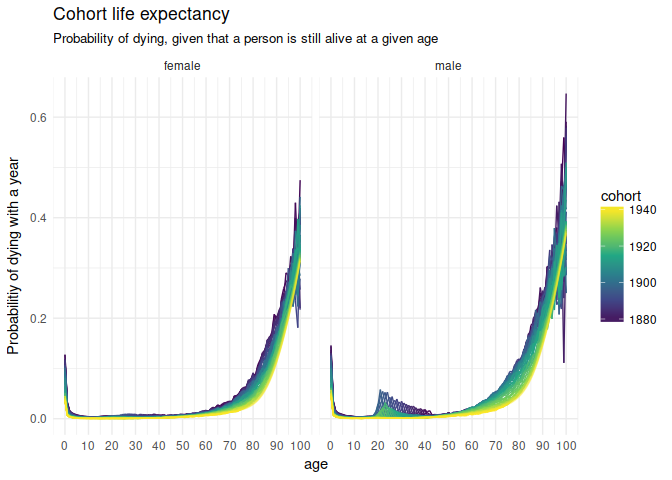 Cohort life expectancy
Probability of dying, given that a person is still alive at a given age
female
male
Probabilitiy of dying with a year
0.6
0.4
0.2
0.0
0 10 20 30 40 50 60 70 80 90 100
0 10 20 30 40 50 60 70 80 90 100
age
cohort
1940
1920
1900
1880